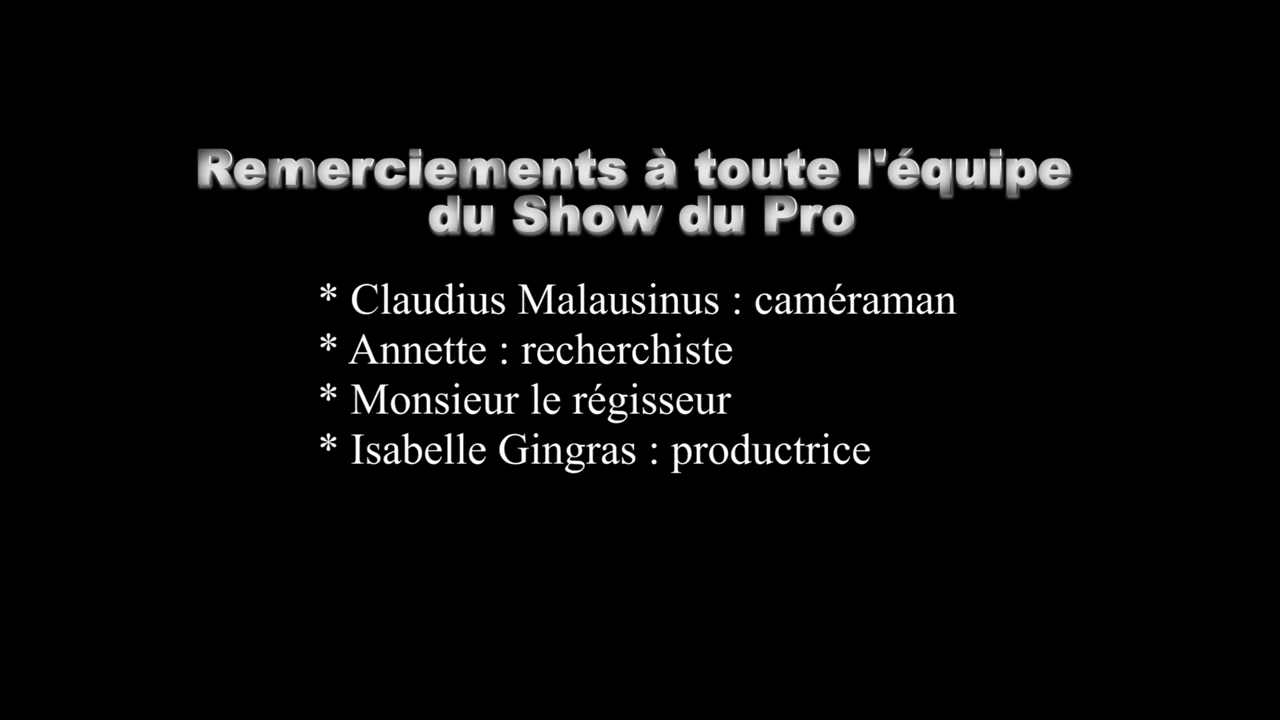 Remerciements à toute l'équipe
du Show du Pro
* Claudius Malausinus : caméraman
* Annette : recherchiste
* Monsieur le régisseur
* Isabelle Gingras : productrice